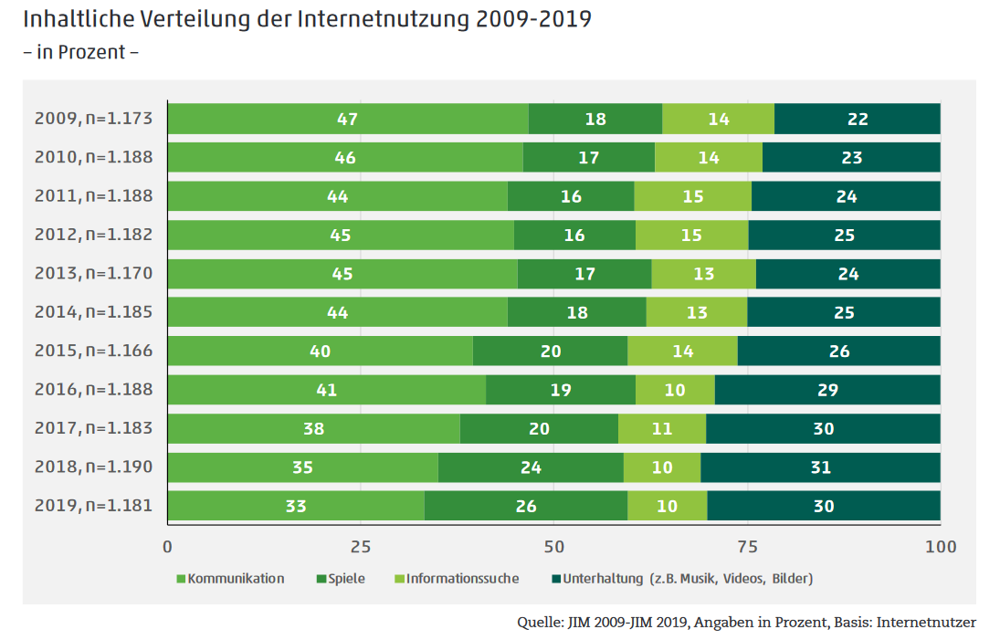 Inhaltliche Verteilung der Internetnutzung 2009-2019
– in Prozent –
2009, n=1.173 47 18 14 22
2010, n=1.188 46 17 14 23
2011, n=1.188 44 16 15 24
2012, n=1.182 45 16 15 25
2013, n=1.170 45 17 13 24
2014, n=1.185 44 18 13 25
2015, n=1.166 40 20 14 26
2016, n=1.188 41 19 10 29
2017, n=1.183 38 20 11 30
2018, n=1.190 35 24 10 31
2019, n=1.181 33 26 10 30
0 25 50 75 100
Kommunikation Spiele Informationssuche Unterhaltung (z.B. Musik, Videos, Bilder)
Quelle: JIM 2009-JIM 2019, Angaben in Prozent, Basis: Internetnutzer